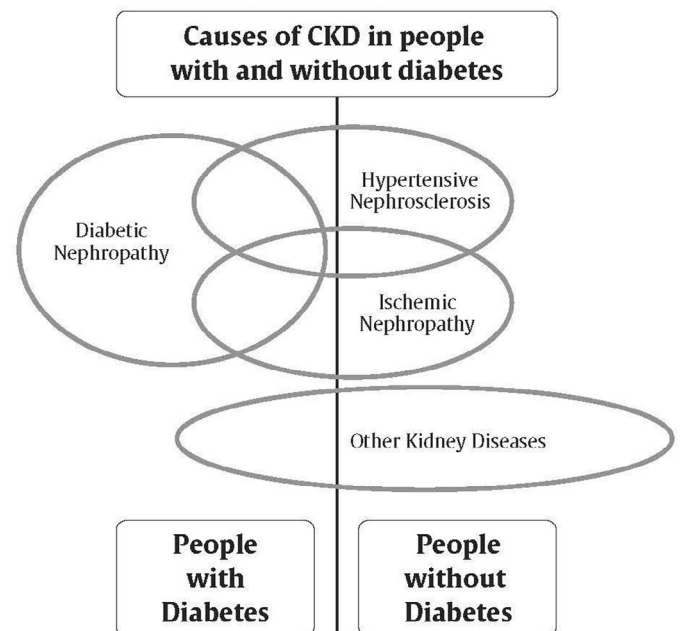 Causes of CKD in people
with and without diabetes
Hypertensive
Nephrosclerosis
Diabetic
Nephropathy
Ischemic
Nephropathy
Other Kidney Diseases
People
with
Diabetes
People
without
Diabetes